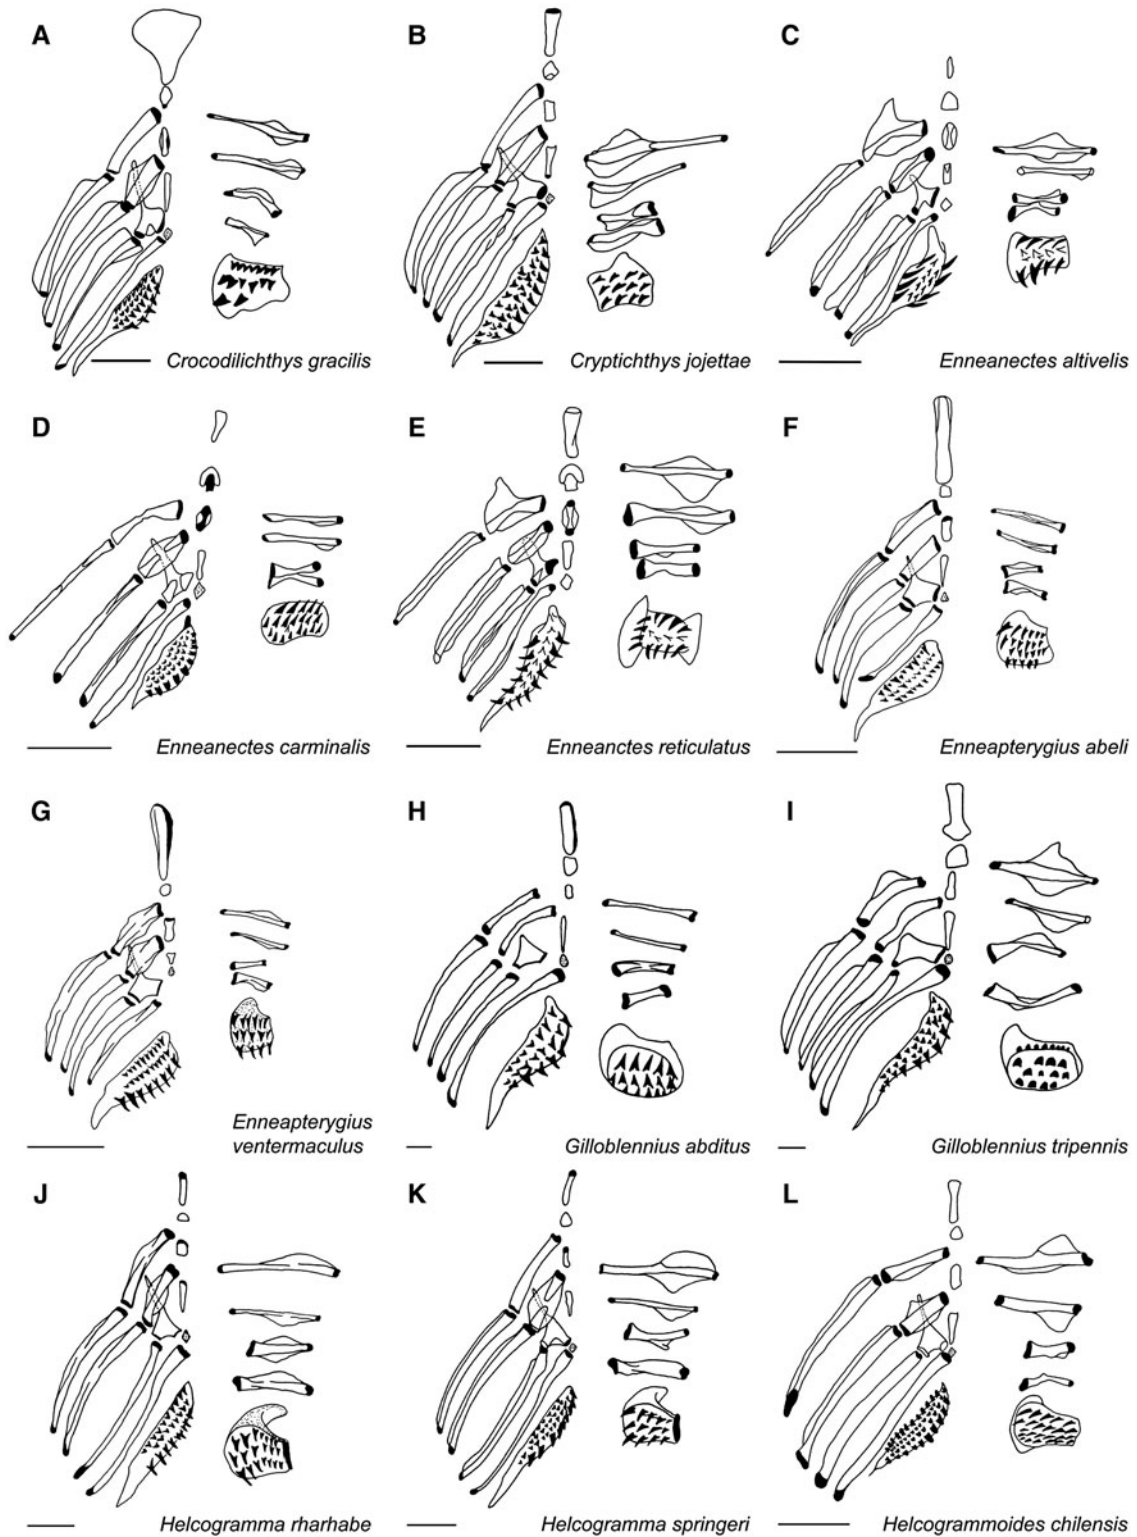 A
B
C
Crocodilichthys gracilis
Cryptichthys jojettae
Enneanectes altivelis
D
E
F
Enneanectes carminalis
Enneanctes reticulatus
Enneapterygius abeli
G
H
I
Enneapterygius
ventermaculus
Gilloblennius abditus
Gilloblennius tripennis
J
K
L
Helcogramma rharhabe
Helcogramma springeri
Helcogrammoides chilensis